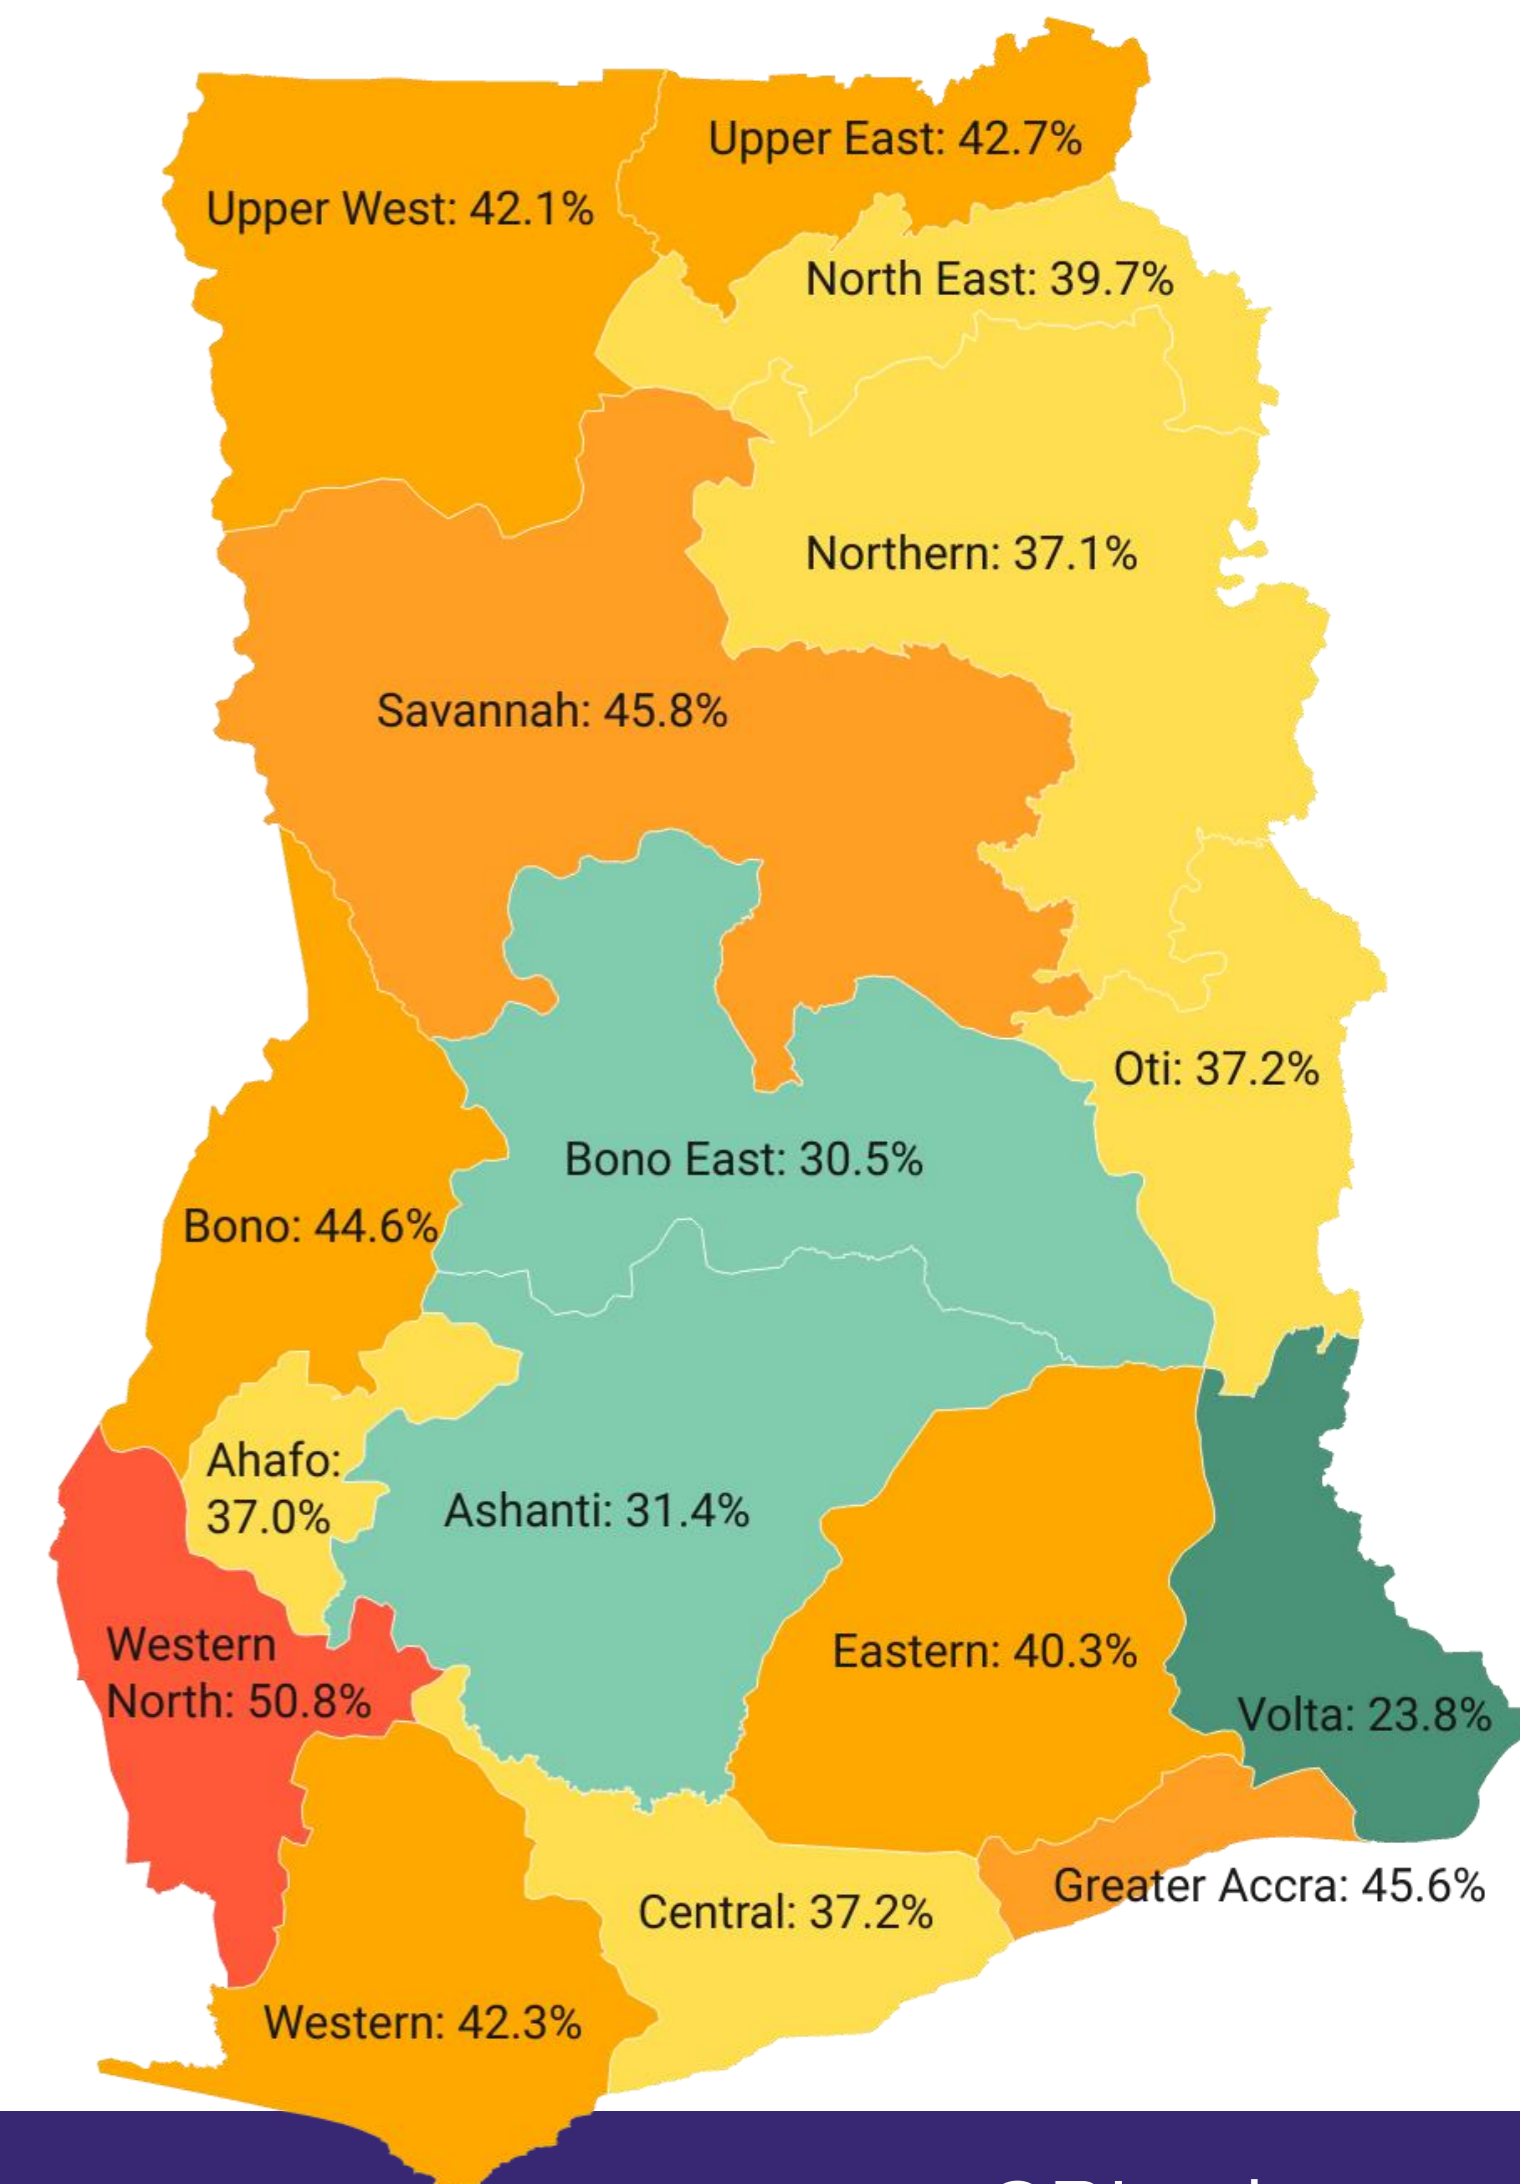 Upper East: 42.7%
Upper West: 42.1%
North East: 39.7%
Northern: 37.1%
Savannah: 45.8%
Oti: 37.2%
Bono East: 30.5%
Bono: 44.6%
Ahafo:
37.0%
Ashanti: 31.4%
Western
North: 50.8%
Eastern: 40.3%
Volta: 23.8%
Greater Accra: 45.6%
Central: 37.2%
Western: 42.3%